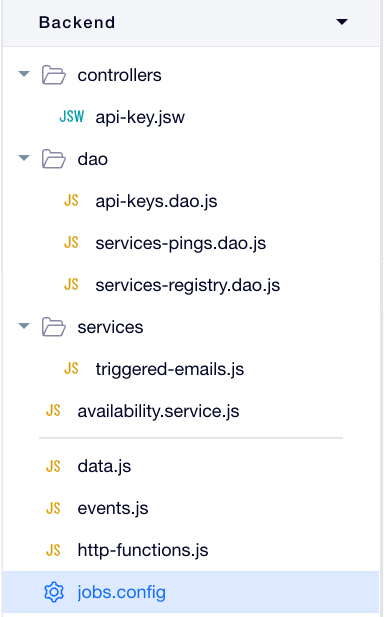 Backend
controllers
JSW api-key.jsw
dao
JS api-keys.dao.js
JS services-pings.dao.js
JS services-registry.dao.js
services
JS triggered-emails.js
JS availability.service.js
JS data.js
JS events.js
JS http-functions.js
jobs.config